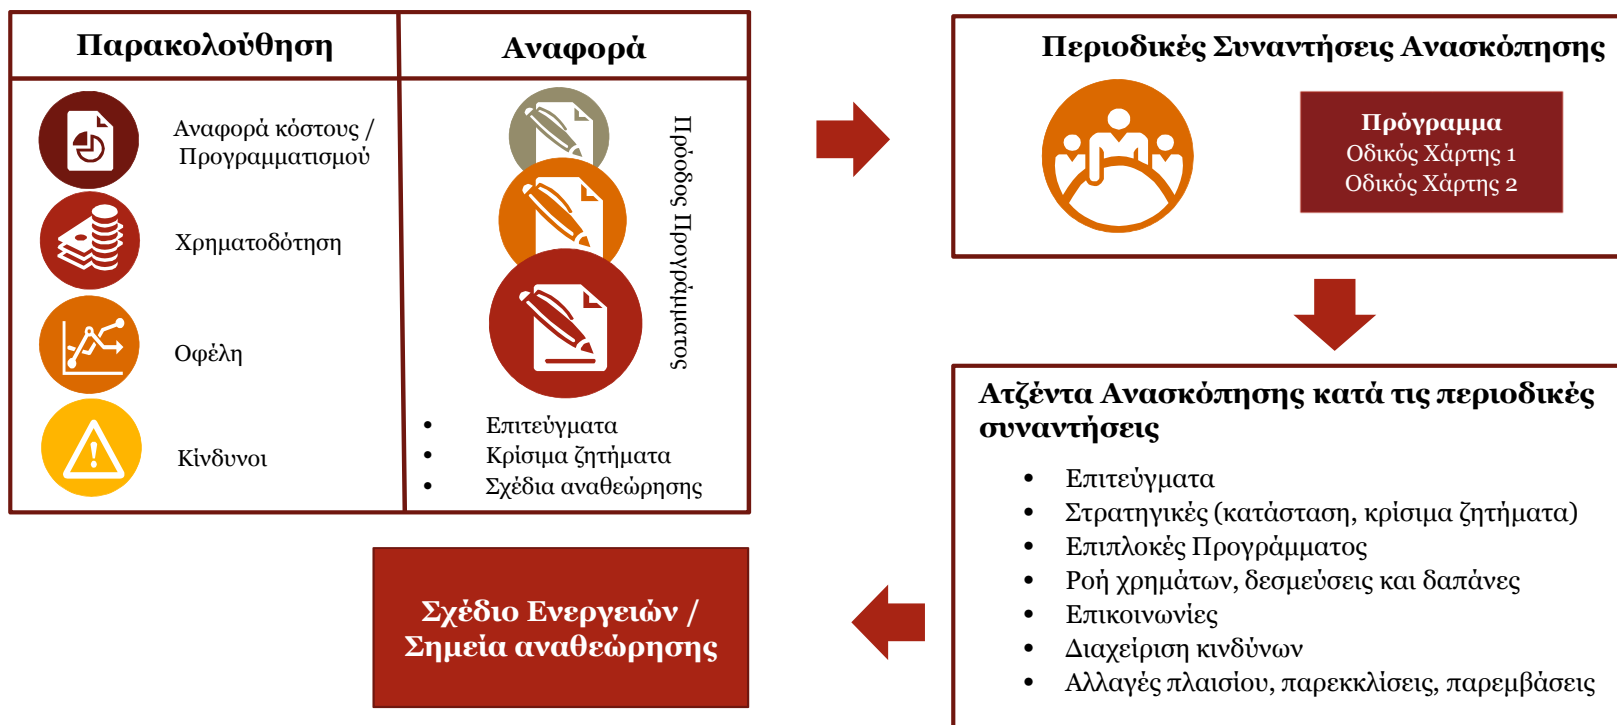 Παρακολούθηση
Αναφορά κόστους /
Προγραμματισμού
Χρηματοδότηση
Οφέλη
Κίνδυνοι
Αναφορά
Πρόοδος Προγράμματος
• Επιτεύγματα
• Κρίσιμα ζητήματα
• Σχέδια αναθεώρησης
Περιοδικές Συναντήσεις Ανασκόπησης
Πρόγραμμα
Οδικός Χάρτης 1
Οδικός Χάρτης 2
Ατζέντα Ανασκόπησης κατά τις περιοδικές
συναντήσεις
• Επιτεύγματα
• Στρατηγικές (κατάσταση, κρίσιμα ζητήματα)
• Επιπλοκές Προγράμματος
• Ροή χρημάτων, δεσμεύσεις και δαπάνες
• Επικοινωνίες
• Διαχείριση κινδύνων
• Αλλαγές πλαισίου, παρεκκλίσεις, παρεμβάσεις
Σχέδιο Ενεργειών /
Σημεία αναθεώρησης